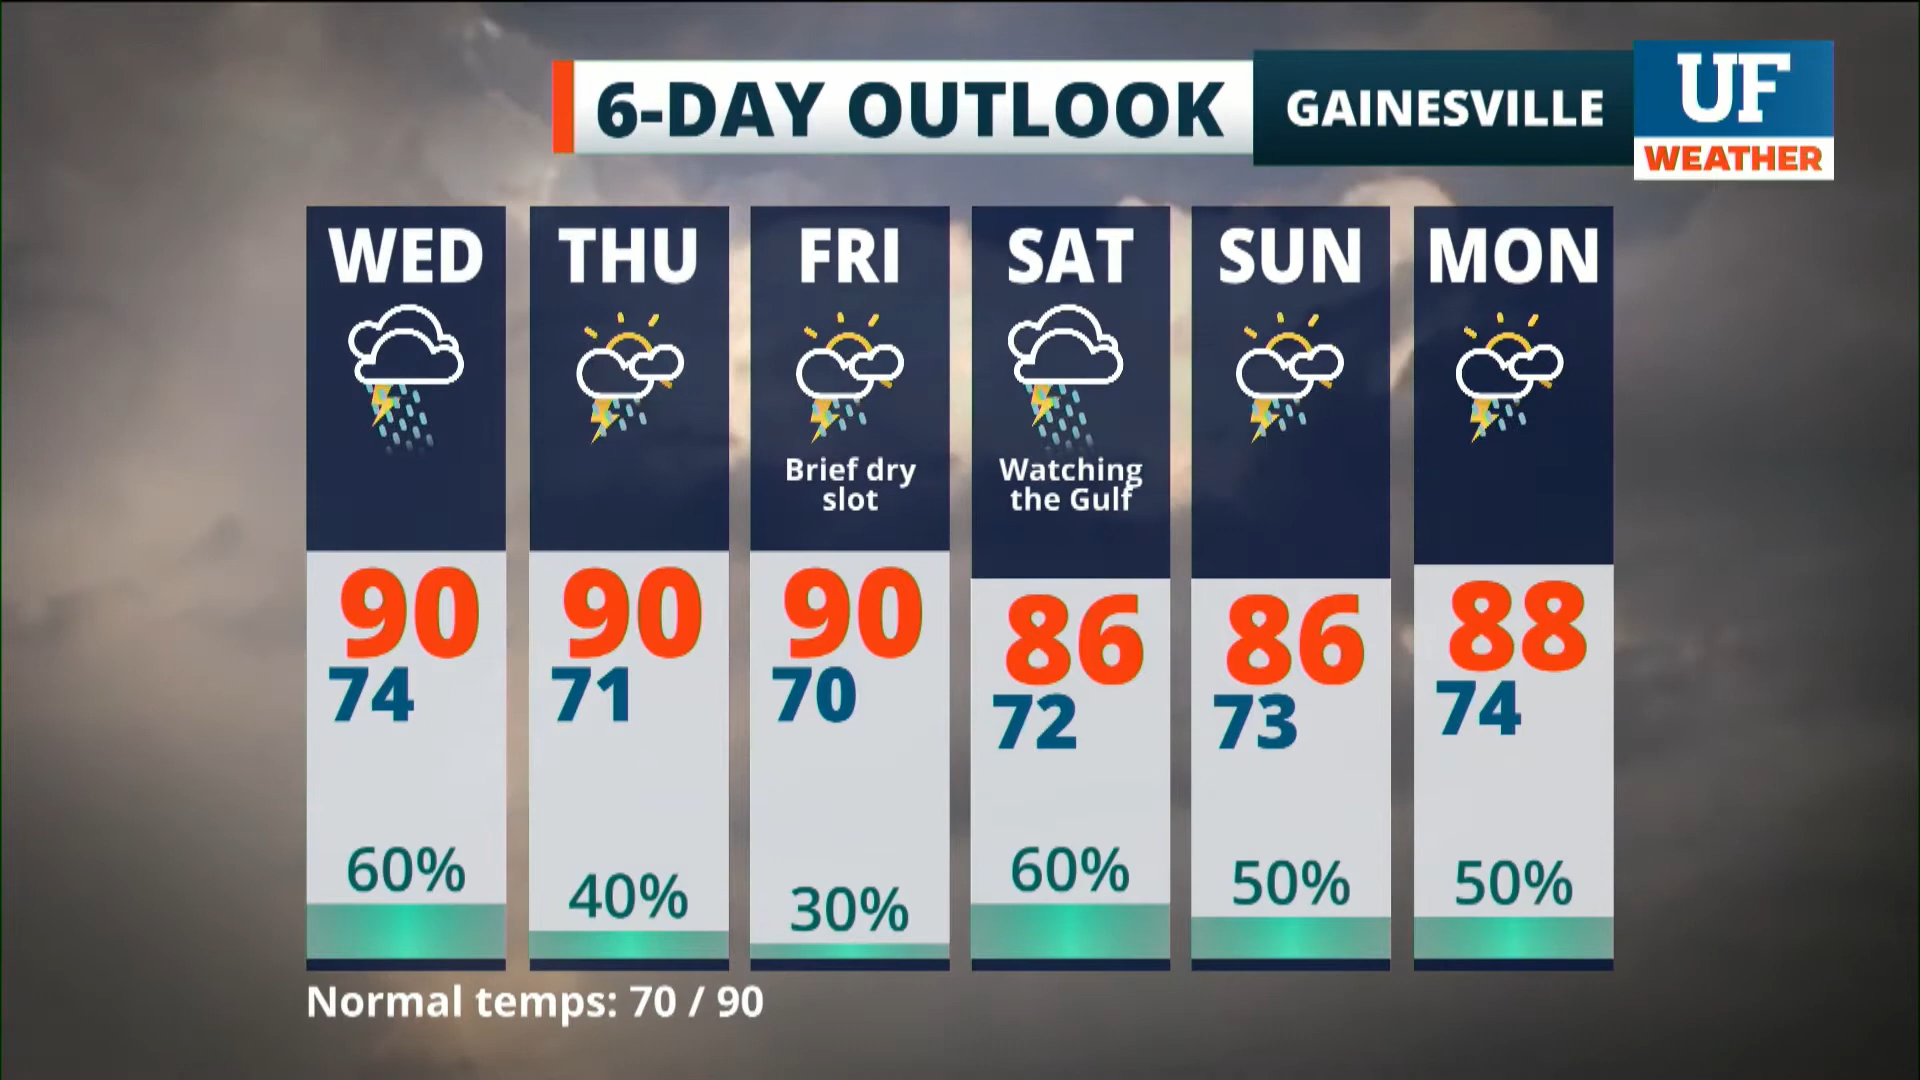 6-DAY OUTLOOK
GAINESVILLE
UF
WEATHER
WED
THU
FRI
SAT
SUN
MON
Brief dry
slot
Watching
the Gulf
90
90
90
86
86
88
74
71
70
72
73
74
60%
40%
30%
60%
50%
50%
Normal temps: 70 / 90